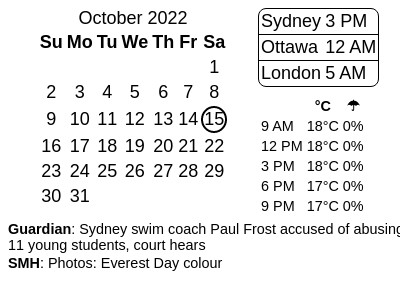 October 2022
Su Mo Tu We Th Fr Sa
1
2 3 4 5 6 7 8
9 10 11 12 13 14 15
16 17 18 19 20 21 22
23 24 25 26 27 28 29
30 31
Sydney 3 PM
Ottawa 12 AM
London 5 AM
°C ☂
9 AM 18°C 0%
12 PM 18°C 0%
3 PM 18°C 0%
6 PM 17°C 0%
9 PM 17°C 0%
Guardian: Sydney swim coach Paul Frost accused of abusing
11 young students, court hears
SMH: Photos: Everest Day colour